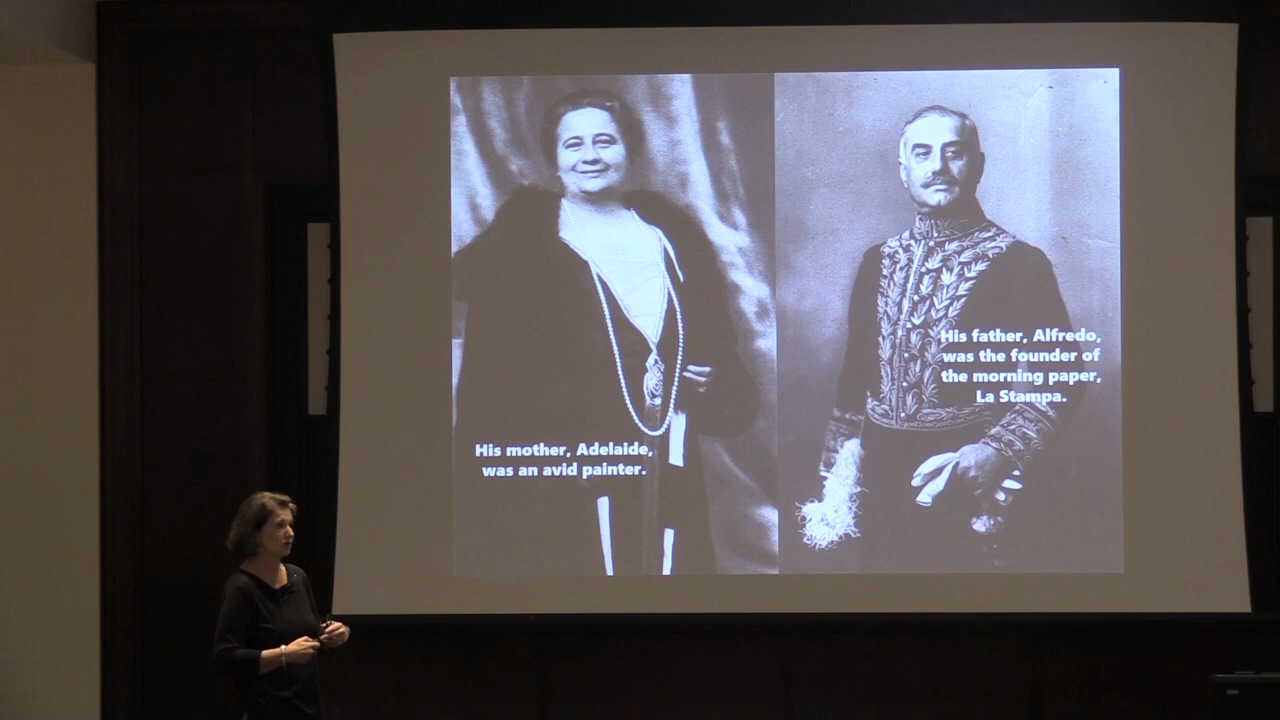 His mother, Adelaide,
was an avid painter.
His father, Alfredo,
was the founder of
the morning paper,
La Stampa.